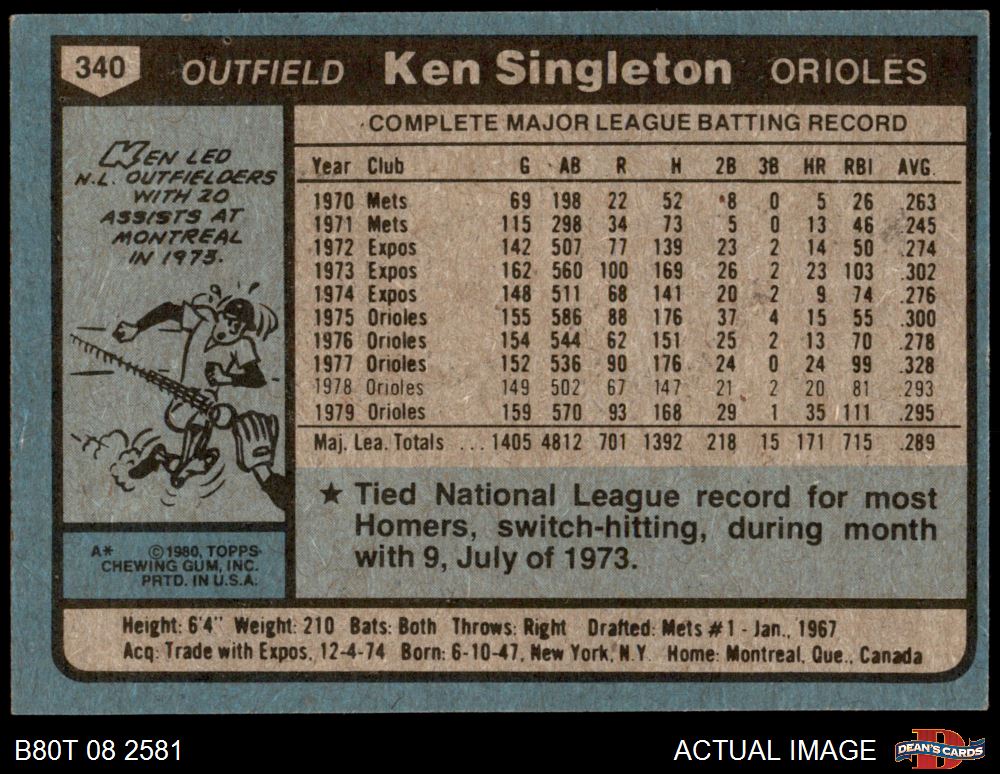 340 OUTFIELD Ken Singleton ORIOLES
KEN LED
N.L. OUTFIELDERS
WITH 20
ASSISTS AT
MONTREAL
IN 1973.
A* ©1980, TOPPS
CHEWING GUM, INC.
PRTD. IN U.S.A.
COMPLETE MAJOR LEAGUE BATTING RECORD
Year Club G AB R H 2B 3B HR RBI AVG.
1970 Mets 69 198 22 52 8 0 5 26 .263
1971 Mets 115 298 34 73 5 0 13 46 .245
1972 Expos 142 507 77 139 23 2 14 50 .274
1973 Expos 162 560 100 169 26 2 23 103 .302
1974 Expos 148 511 68 141 20 2 9 74 .276
1975 Orioles 155 586 88 176 37 4 15 55 .300
1976 Orioles 154 544 62 151 25 2 13 70 .278
1977 Orioles 152 536 90 176 24 0 24 99 .328
1978 Orioles 149 502 67 147 21 2 20 81 .293
1979 Orioles 159 570 93 168 29 1 35 111 .295
Maj. Lea. Totals ... 1405 4812 701 1392 218 15 171 715 .289
★ Tied National League record for most
Homers, switch-hitting, during month
with 9, July of 1973.
Height: 6'4" Weight: 210 Bats: Both Throws: Right Drafted: Mets #1 - Jan., 1967
Acq: Trade with Expos, 12-4-74 Born: 6-10-47, New York, N.Y. Home: Montreal, Que., Canada
B80T 08 2581 ACTUAL IMAGE DEAN'S CARDS